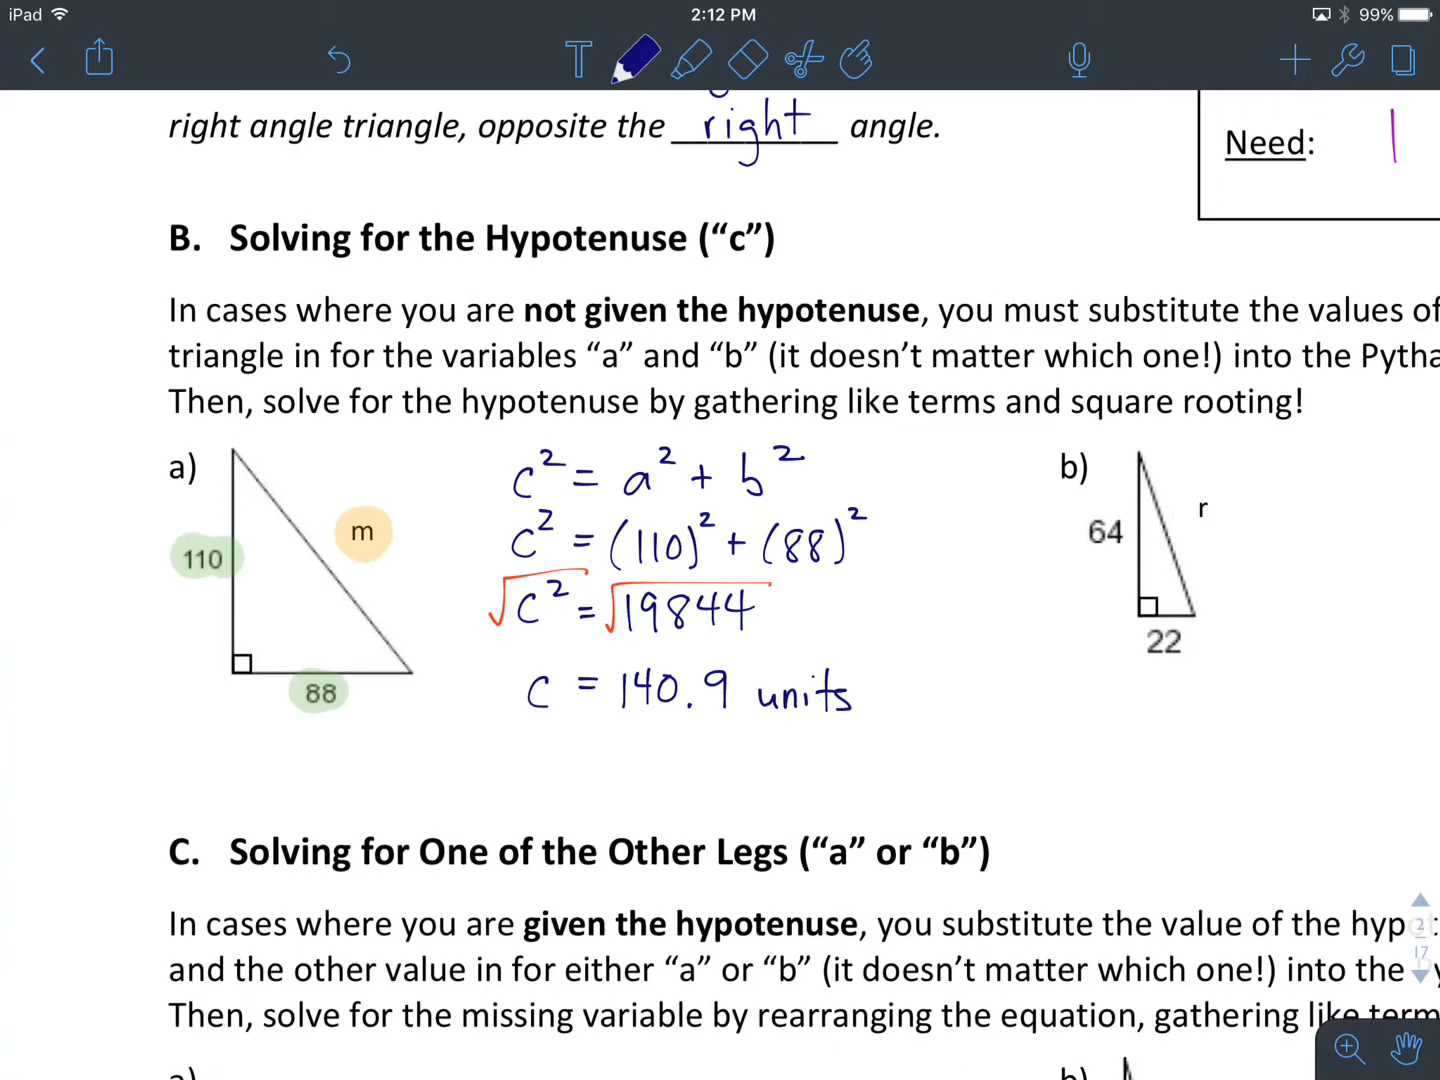 iPad 2:12 PM 99%
right angle triangle, opposite the right angle.
Need:
B. Solving for the Hypotenuse (“c”)
In cases where you are not given the hypotenuse, you must substitute the values of
triangle in for the variables “a” and “b” (it doesn’t matter which one!) into the Pytha
Then, solve for the hypotenuse by gathering like terms and square rooting!
a)
110
m
88
c² = a² + b²
c² = (110)² + (88)²
√c² = √19844
c = 140.9 units
b)
64
r
22
C. Solving for One of the Other Legs (“a” or “b”)
In cases where you are given the hypotenuse, you substitute the value of the hyp
and the other value in for either “a” or “b” (it doesn’t matter which one!) into the
Then, solve for the missing variable by rearranging the equation, gathering like term
2
17
a)
b)